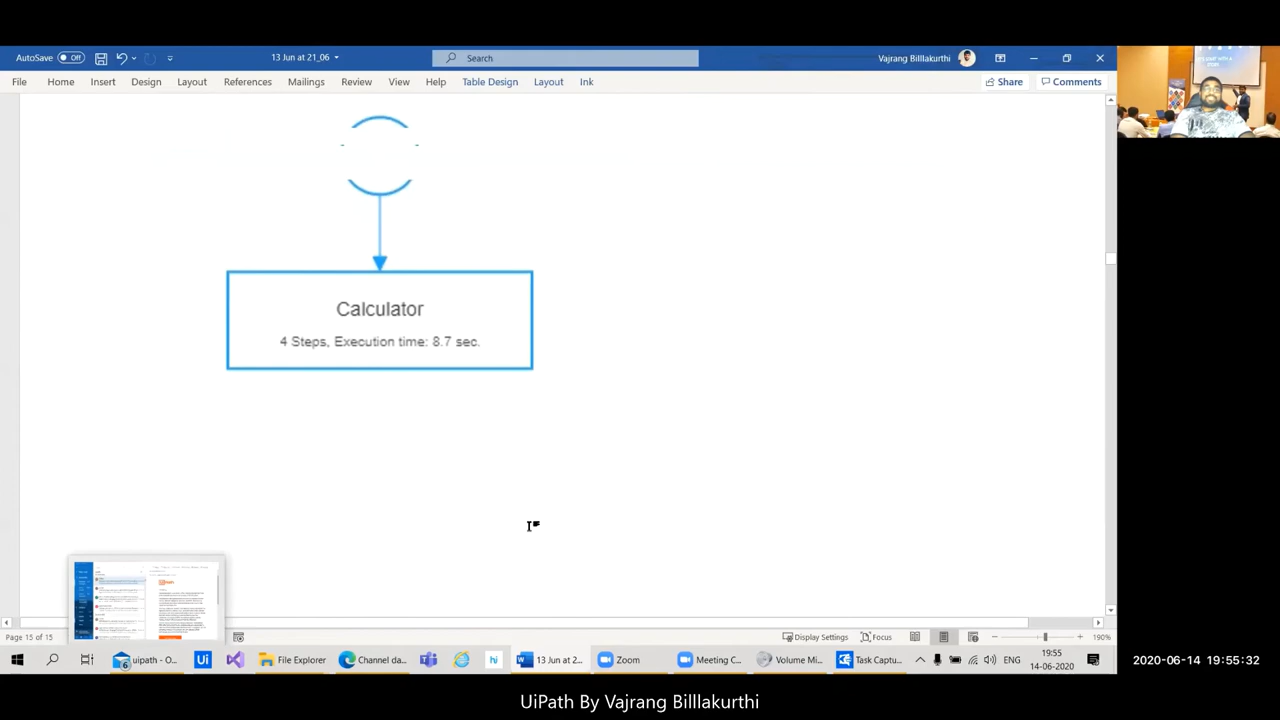 AutoSave Off
13 Jun at 21_06
Search
Vajrang Billlakurthi
File Home Insert Design Layout References Mailings Review View Help Table Design Layout Ink
Share Comments
Calculator
4 Steps, Execution time: 8.7 sec.
Page 15 of 15
Display Settings Focus 190%
uipath - O...
Ui
File Explorer
Channel da...
hi
13 Jun at 2...
Zoom
Meeting C...
Volume Mi...
Task Captu...
ENG
19:55
14-06-2020
2020-06-14 19:55:32
UiPath By Vajrang Billlakurthi